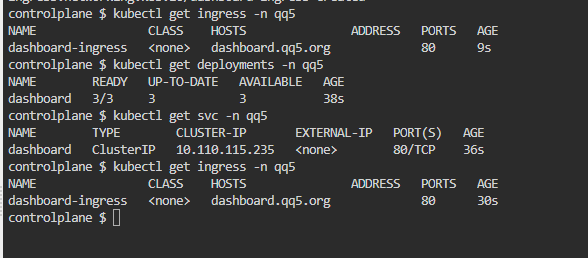 controlplane $ kubectl get ingress -n qq5
NAME CLASS HOSTS ADDRESS PORTS AGE
dashboard-ingress <none> dashboard.qq5.org 80 9s
controlplane $ kubectl get deployments -n qq5
NAME READY UP-TO-DATE AVAILABLE AGE
dashboard 3/3 3 3 38s
controlplane $ kubectl get svc -n qq5
NAME TYPE CLUSTER-IP EXTERNAL-IP PORT(S) AGE
dashboard ClusterIP 10.110.115.235 <none> 80/TCP 36s
controlplane $ kubectl get ingress -n qq5
NAME CLASS HOSTS ADDRESS PORTS AGE
dashboard-ingress <none> dashboard.qq5.org 80 30s
controlplane $